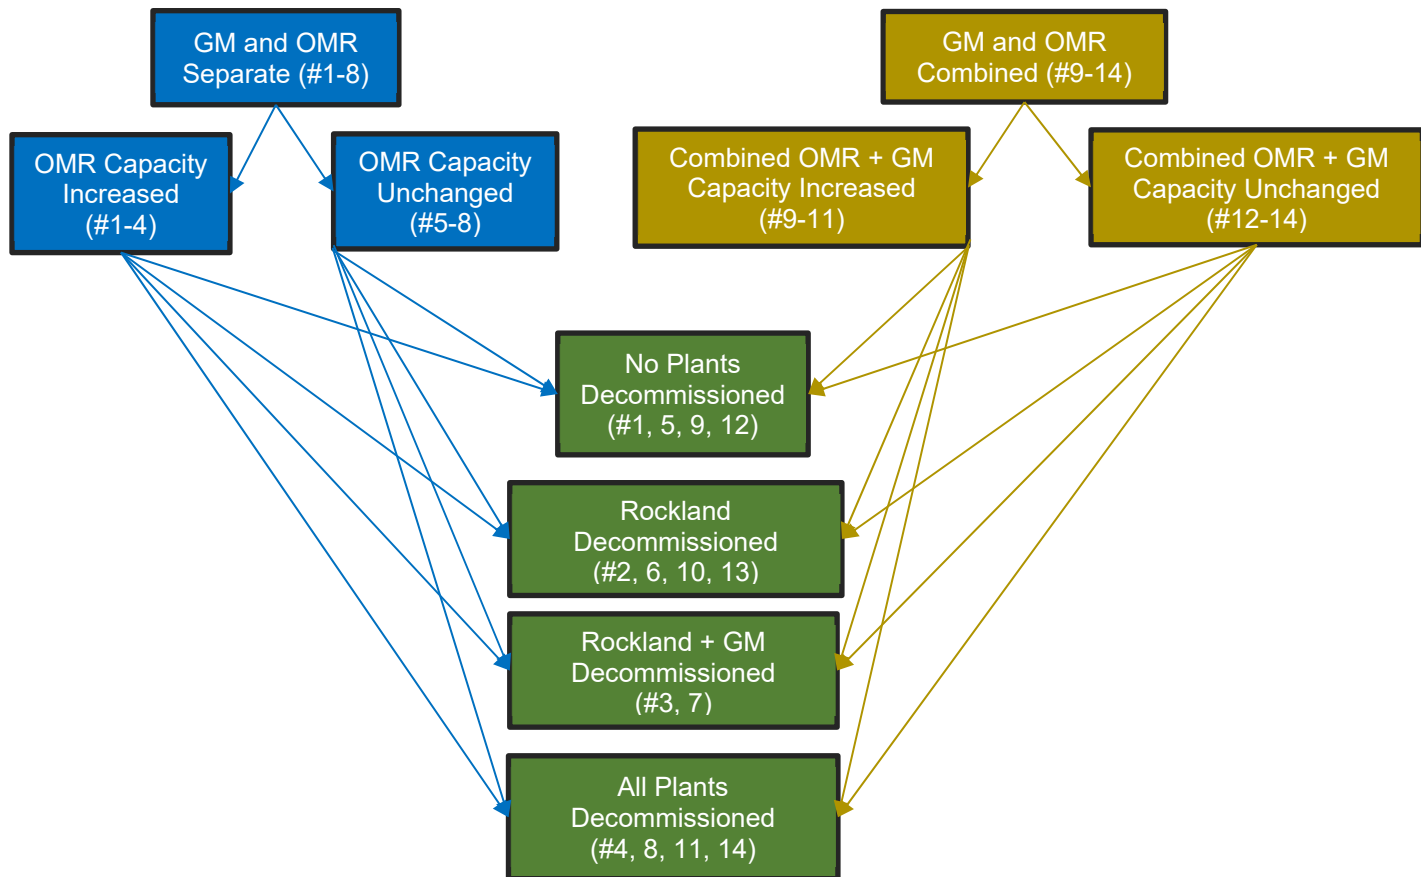 GM and OMR
Separate (#1-8)
GM and OMR
Combined (#9-14)
OMR Capacity
Increased
(#1-4)
OMR Capacity
Unchanged
(#5-8)
Combined OMR + GM
Capacity Increased
(#9-11)
Combined OMR + GM
Capacity Unchanged
(#12-14)
No Plants
Decommissioned
(#1, 5, 9, 12)
Rockland
Decommissioned
(#2, 6, 10, 13)
Rockland + GM
Decommissioned
(#3, 7)
All Plants
Decommissioned
(#4, 8, 11, 14)